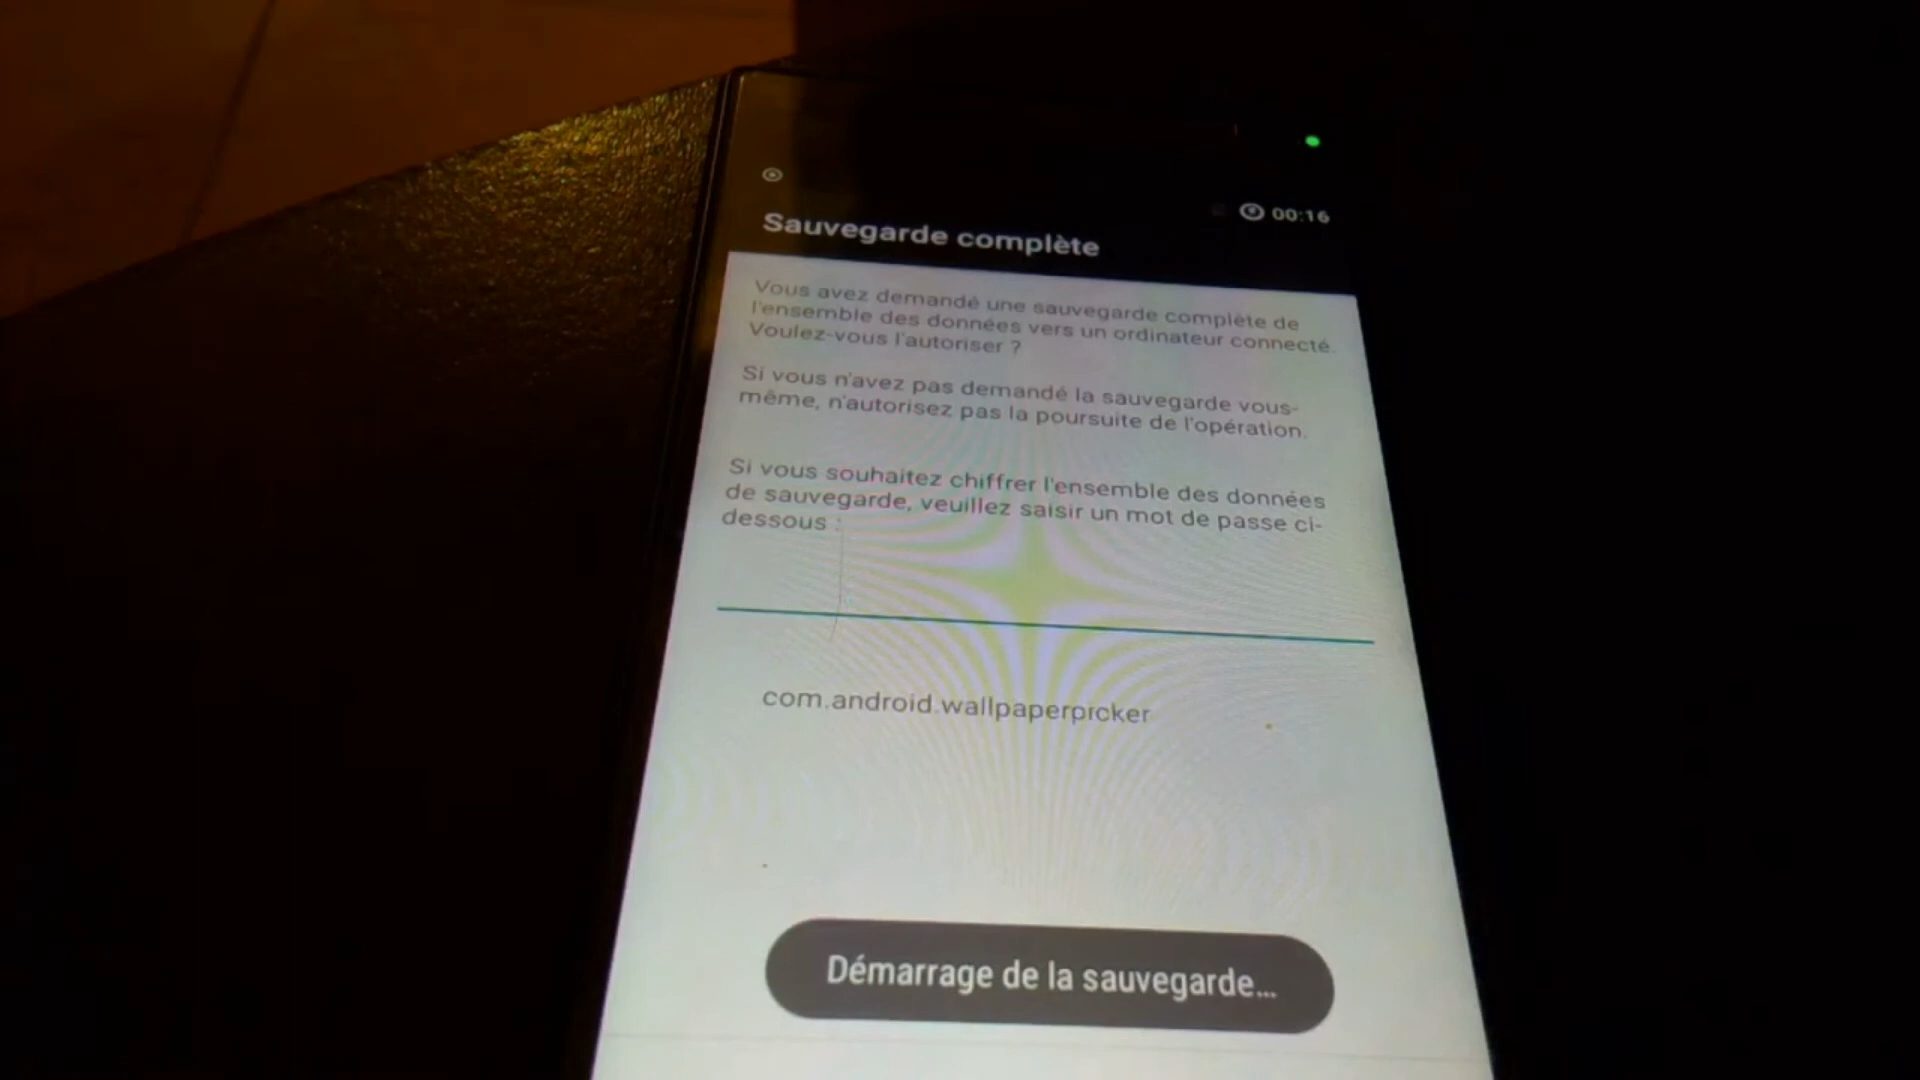 00:16
Sauvegarde complète
Vous avez demandé une sauvegarde complète de
l'ensemble des données vers un ordinateur connecté.
Voulez-vous l'autoriser ?
Si vous n'avez pas demandé la sauvegarde vous-
même, n'autorisez pas la poursuite de l'opération.
Si vous souhaitez chiffrer l'ensemble des données
de sauvegarde, veuillez saisir un mot de passe ci-
dessous :
com.android.wallpaperpicker
Démarrage de la sauvegarde...